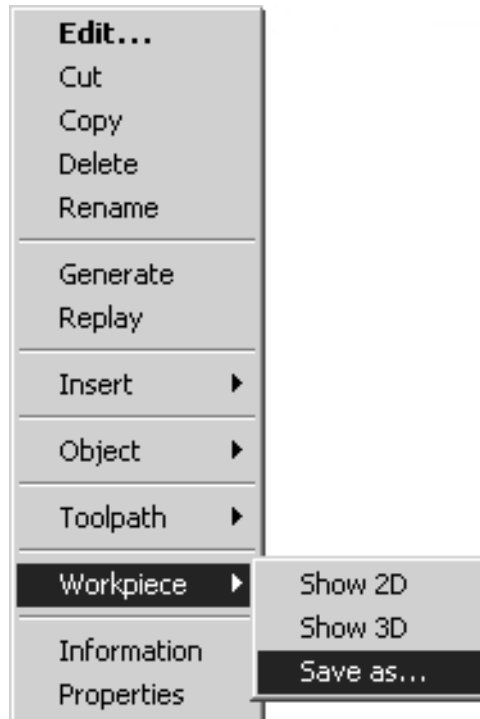 Edit...
Cut
Copy
Delete
Rename
Generate
Replay
Insert
Object
Toolpath
Workpiece
Show 2D
Show 3D
Save as...
Information
Properties